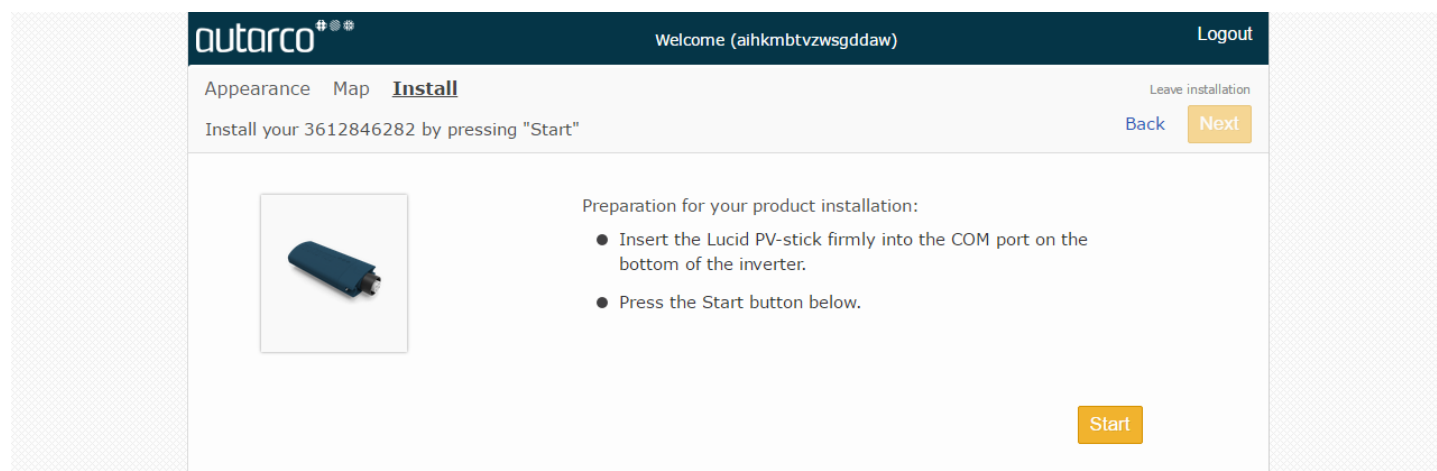 autarco
Welcome (aihkmbtvzwsgddaw)
Logout
Appearance Map Install
Leave installation
Install your 3612846282 by pressing "Start"
Back Next
Preparation for your product installation:
● Insert the Lucid PV-stick firmly into the COM port on the
bottom of the inverter.
● Press the Start button below.
Start